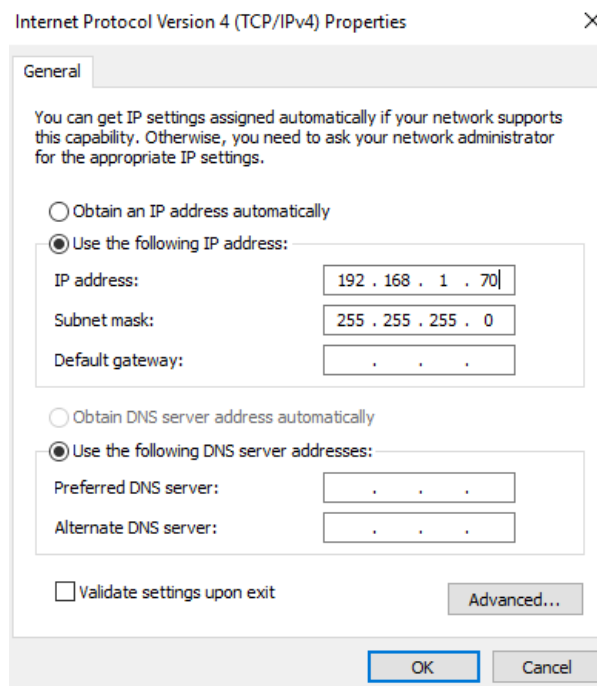 Internet Protocol Version 4 (TCP/IPv4) Properties
General
You can get IP settings assigned automatically if your network supports
this capability. Otherwise, you need to ask your network administrator
for the appropriate IP settings.
Obtain an IP address automatically
Use the following IP address:
IP address: 192 . 168 . 1 . 70
Subnet mask: 255 . 255 . 255 . 0
Default gateway: . . .
Obtain DNS server address automatically
Use the following DNS server addresses:
Preferred DNS server: . . .
Alternate DNS server: . . .
Validate settings upon exit
Advanced...
OK Cancel